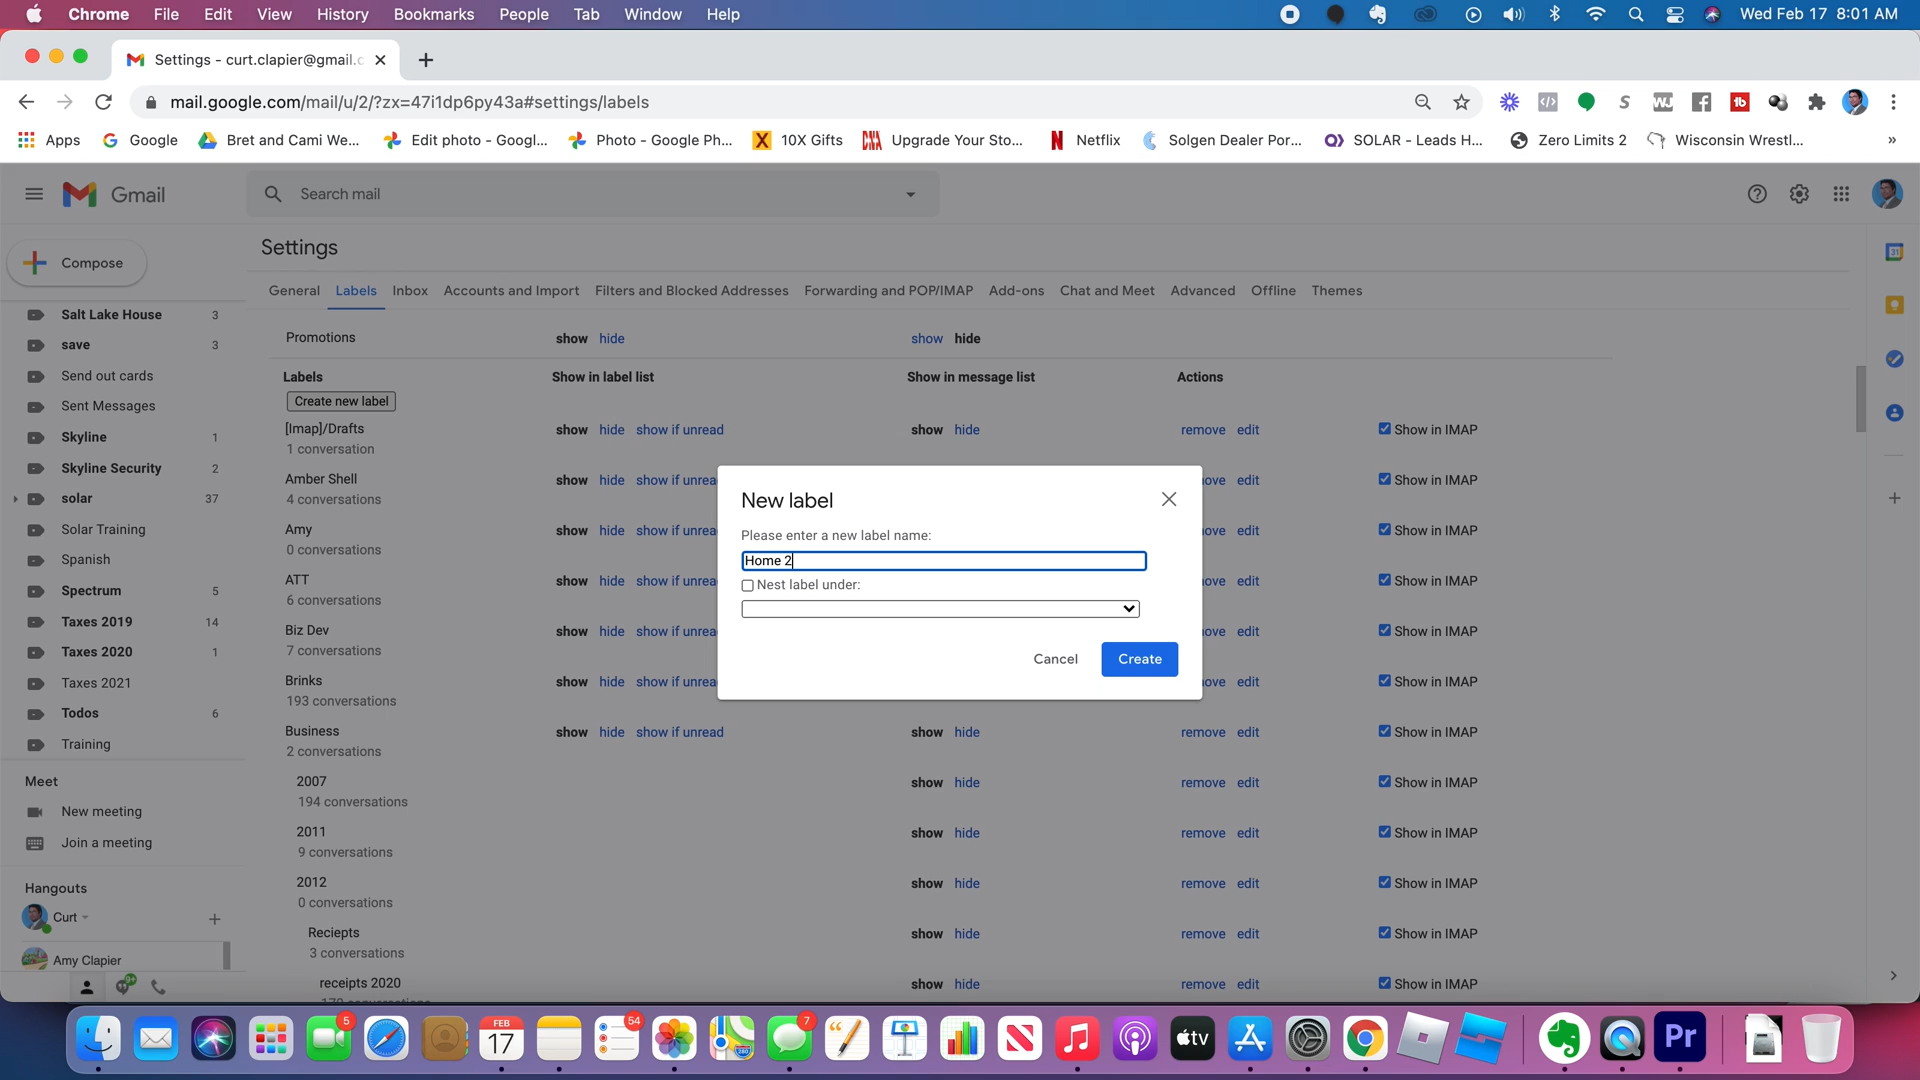 Chrome File Edit View History Bookmarks People Tab Window Help Wed Feb 17 8:01 AM
Settings - curt.clapier@gmail.c
mail.google.com/mail/u/2/?zx=47i1dp6py43a#settings/labels
Apps Google Bret and Cami We... Edit photo - Googl... Photo - Google Ph... 10X Gifts Upgrade Your Sto... Netflix Solgen Dealer Por... SOLAR - Leads H... Zero Limits 2 Wisconsin Wrestl... »
Gmail Search mail
Settings
Compose
General Labels Inbox Accounts and Import Filters and Blocked Addresses Forwarding and POP/IMAP Add-ons Chat and Meet Advanced Offline Themes
Salt Lake House 3
save 3
Send out cards
Sent Messages
Skyline 1
Skyline Security 2
solar 37
Solar Training
Spanish
Spectrum 5
Taxes 2019 14
Taxes 2020 1
Taxes 2021
Todos 6
Training
Meet
New meeting
Join a meeting
Hangouts
Curt
Amy Clapier
9+
Promotions show hide show hide
Labels Show in label list Show in message list Actions
Create new label
[Imap]/Drafts show hide show if unread show hide remove edit Show in IMAP
1 conversation
Amber Shell show hide show if unrea ove edit Show in IMAP
4 conversations
Amy show hide show if unrea ove edit Show in IMAP
0 conversations
ATT show hide show if unrea ove edit Show in IMAP
6 conversations
Biz Dev show hide show if unrea ove edit Show in IMAP
7 conversations
Brinks show hide show if unrea ove edit Show in IMAP
193 conversations
Business show hide show if unread show hide remove edit Show in IMAP
2 conversations
2007 show hide remove edit Show in IMAP
194 conversations
2011 show hide remove edit Show in IMAP
9 conversations
2012 show hide remove edit Show in IMAP
0 conversations
Reciepts show hide remove edit Show in IMAP
3 conversations
receipts 2020 show hide remove edit Show in IMAP
New label
Please enter a new label name:
Home 2
Nest label under:
Cancel Create
31
5 FEB 17 54 280 7 tv Pr